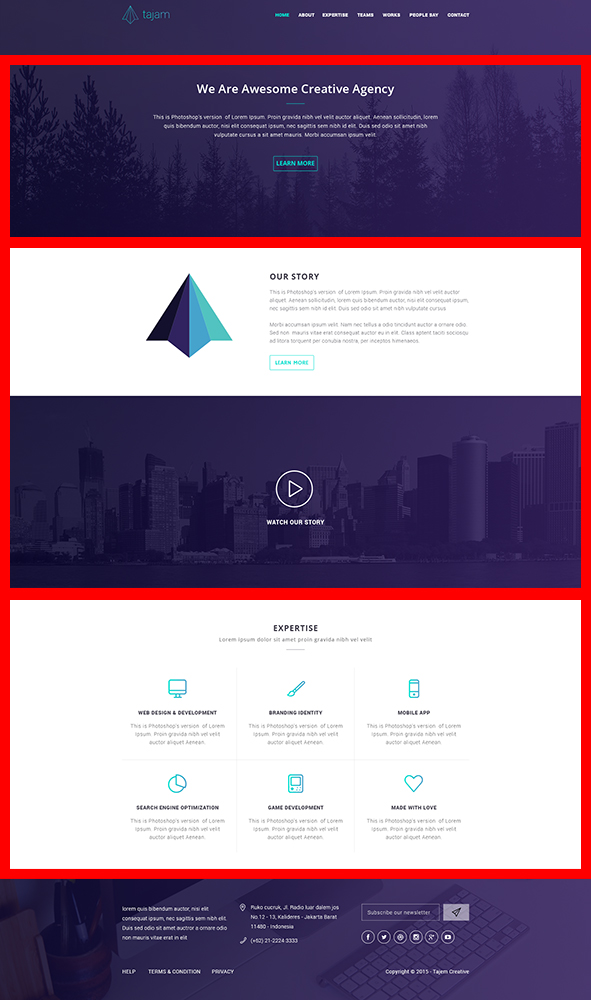 tajam
HOME ABOUT EXPERTISE TEAMS WORKS PEOPLE SAY CONTACT
We Are Awesome Creative Agency
This is Photoshop's version of Lorem Ipsum. Proin gravida nibh vel velit auctor aliquet. Aenean sollicitudin, lorem
quis bibendum auctor, nisi elit consequat ipsum, nec sagittis sem nibh id elit. Duis sed odio sit amet nibh
vulputate cursus a sit amet mauris. Morbi accumsan ipsum velit.
LEARN MORE
OUR STORY
This is Photoshop's version of Lorem Ipsum. Proin gravida nibh vel velit auctor
aliquet. Aenean sollicitudin, lorem quis bibendum auctor, nisi elit consequat ipsum,
nec sagittis sem nibh id elit. Duis sed odio sit amet nibh vulputate cursus
Morbi accumsan ipsum velit. Nam nec tellus a odio tincidunt auctor a ornare odio.
Sed non mauris vitae erat consequat auctor eu in elit. Class aptent taciti sociosqu
ad litora torquent per conubia nostra, per inceptos himenaeos.
LEARN MORE
WATCH OUR STORY
EXPERTISE
Lorem Ipsum dolor sit amet proin gravida nibh vel velit
WEB DESIGN & DEVELOPMENT
This is Photoshop's version of Lorem
Ipsum. Proin gravida nibh vel velit
auctor aliquet Aenean.
BRANDING IDENTITY
This is Photoshop's version of Lorem
Ipsum. Proin gravida nibh vel velit
auctor aliquet Aenean.
MOBILE APP
This is Photoshop's version of Lorem
Ipsum. Proin gravida nibh vel velit
auctor aliquet Aenean.
SEARCH ENGINE OPTIMIZATION
This is Photoshop's version of Lorem
Ipsum. Proin gravida nibh vel velit
auctor aliquet Aenean.
GAME DEVELOPMENT
This is Photoshop's version of Lorem
Ipsum. Proin gravida nibh vel velit
auctor aliquet Aenean.
MADE WITH LOVE
This is Photoshop's version of Lorem
Ipsum. Proin gravida nibh vel velit
auctor aliquet Aenean.
lorem quis bibendum auctor, nisi elit
consequat ipsum, nec sagittis sem nibh id elit.
Duis sed odio sit amet auctror a ornare odio
non mauris vitae erat in elit
Ruko cucruk, Jl. Radio luar dalem jos
No.12 - 13, Kalideres - Jakarta Barat
11480 - Indonesia
(+62) 21-2224 3333
Subscribe our newsletter
HELP TERMS & CONDITION PRIVACY
Copyright © 2015 - Tajem Creative